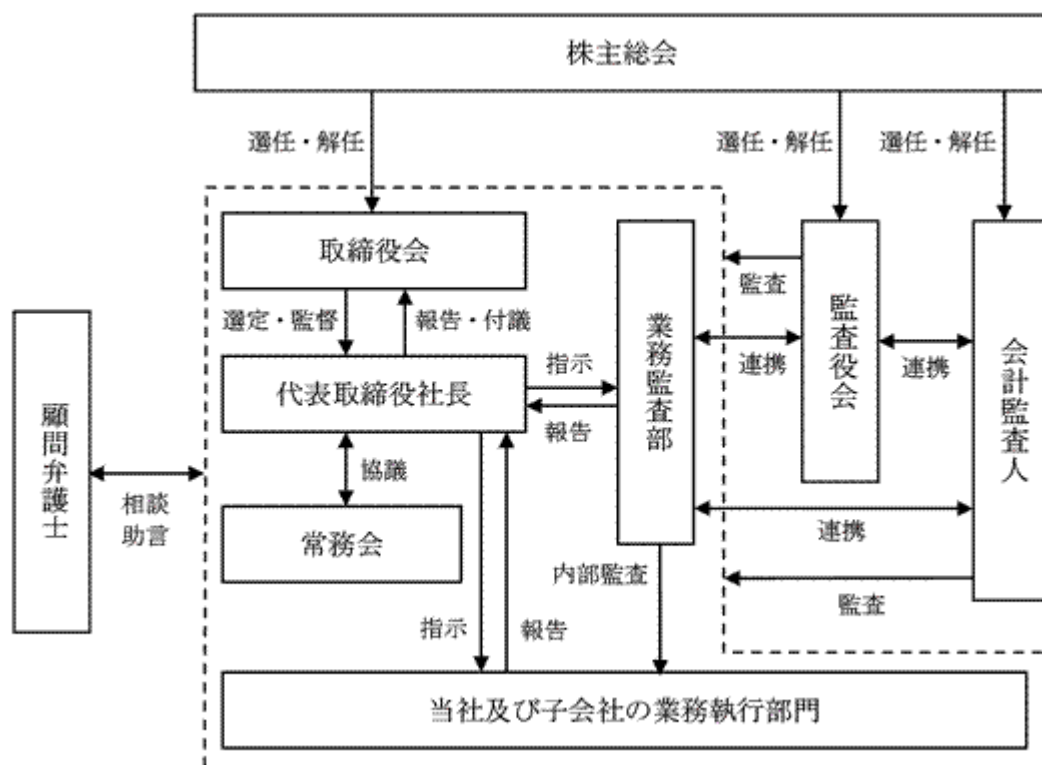 株主総会
選任・解任
選任・解任
選任・解任
取締役会
選定・監督
報告・付議
代表取締役社長
指示
報告
協議
常務会
業務監査部
監査
連携
監査役会
連携
会計監査人
連携
監査
顧問弁護士
相談
助言
内部監査
指示
報告
当社及び子会社の業務執行部門